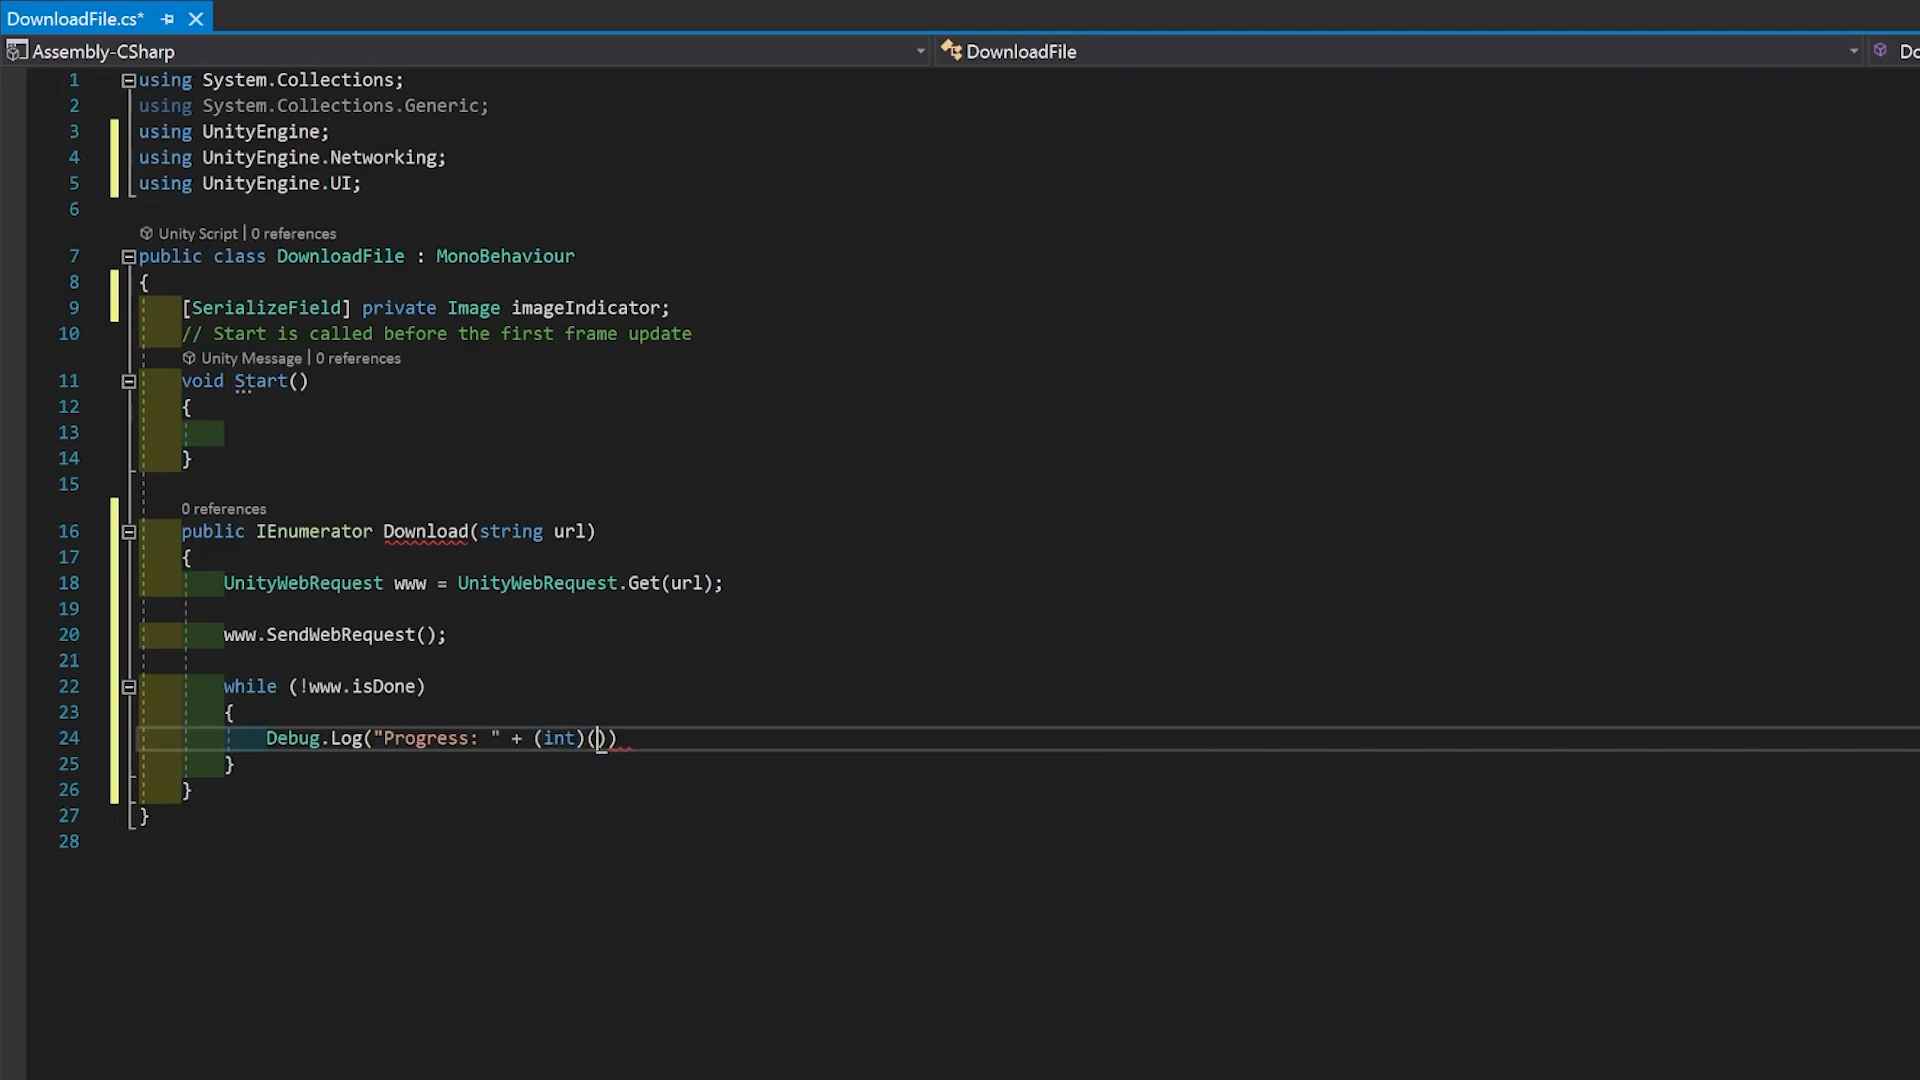 DownloadFile.cs*
Assembly-CSharp
DownloadFile
Do
1 using System.Collections;
2 using System.Collections.Generic;
3 using UnityEngine;
4 using UnityEngine.Networking;
5 using UnityEngine.UI;
6
Unity Script | 0 references
7 public class DownloadFile : MonoBehaviour
8 {
9 [SerializeField] private Image imageIndicator;
10 // Start is called before the first frame update
Unity Message | 0 references
11 void Start()
12 {
13
14 }
15
0 references
16 public IEnumerator Download(string url)
17 {
18 UnityWebRequest www = UnityWebRequest.Get(url);
19
20 www.SendWebRequest();
21
22 while (!www.isDone)
23 {
24 Debug.Log("Progress: " + (int)())
25 }
26 }
27 }
28